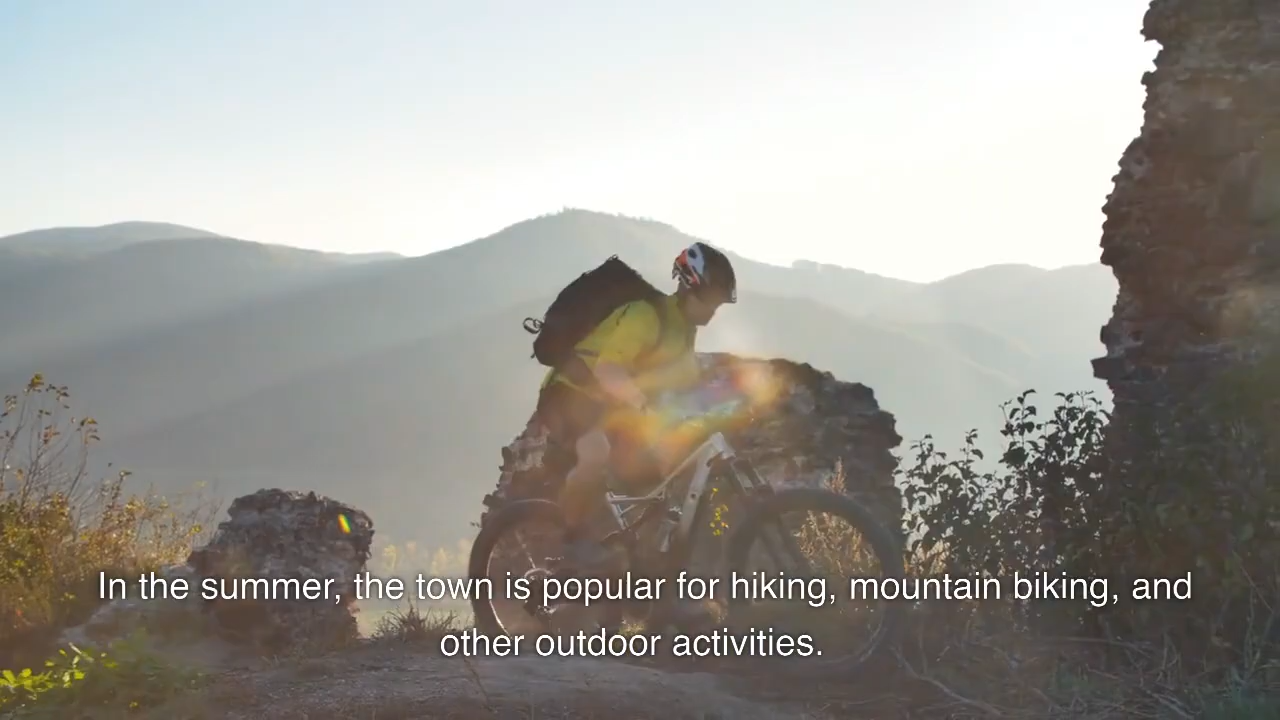 In the summer, the town is popular for hiking, mountain biking, and
other outdoor activities.